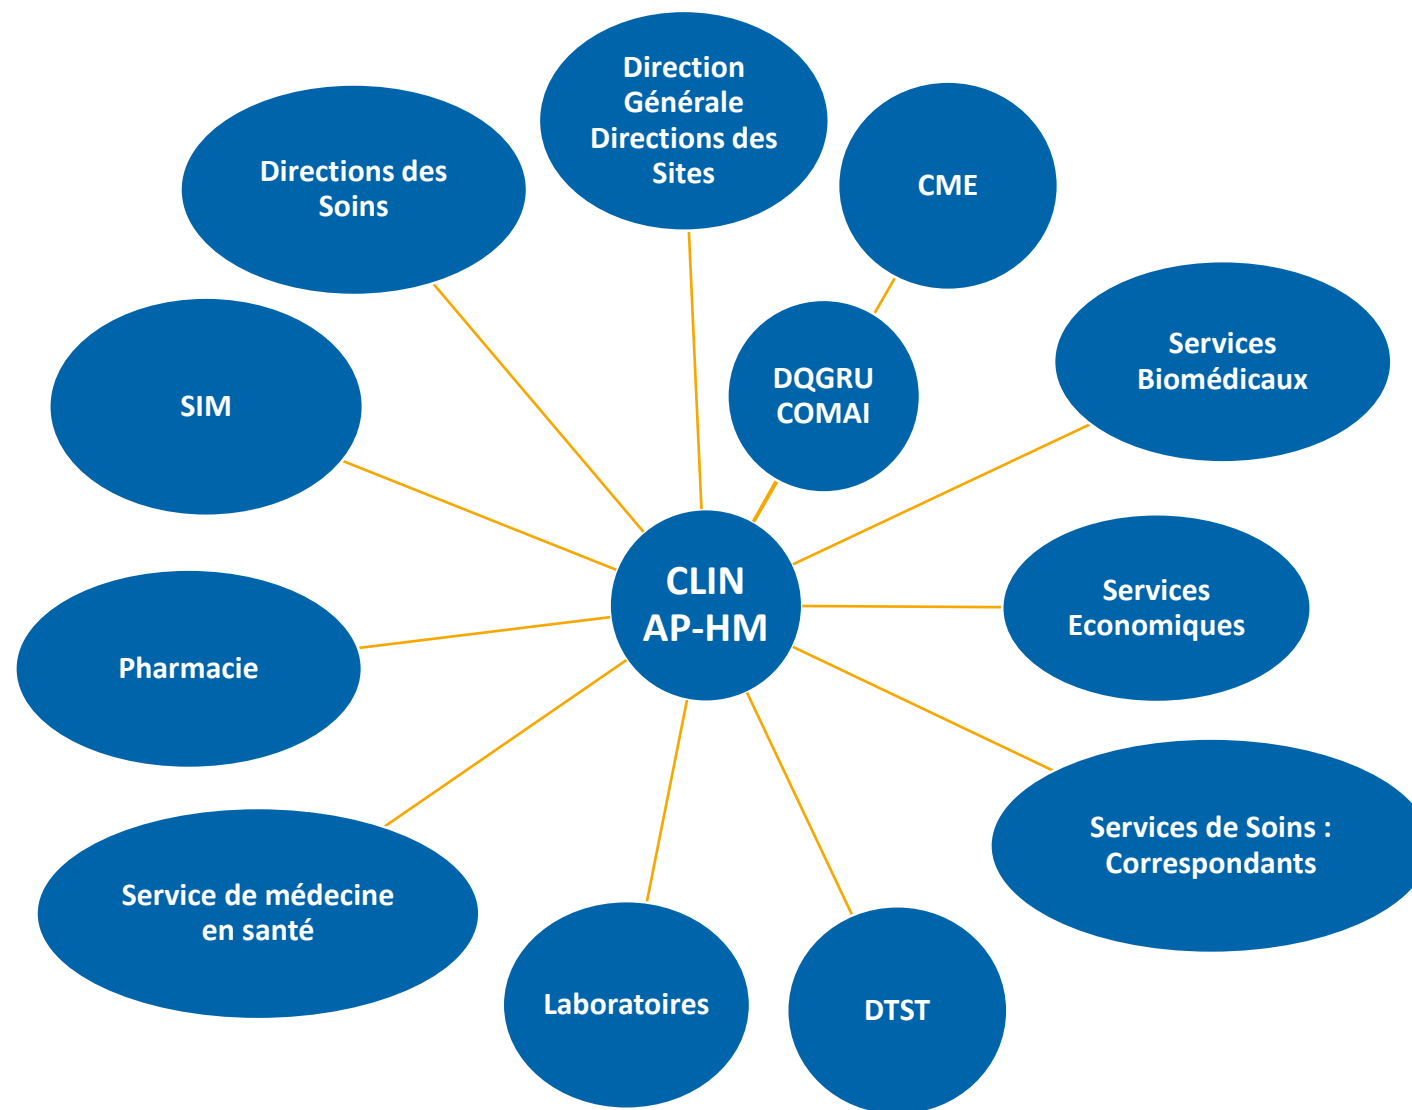 Direction
Générale
Directions des
Sites
CME
Directions des
Soins
Services
Biomédicaux
DQGRU
COMAI
SIM
CLIN
AP-HM
Services
Economiques
Pharmacie
Services de Soins :
Correspondants
Service de médecine
en santé
Laboratoires
DTST